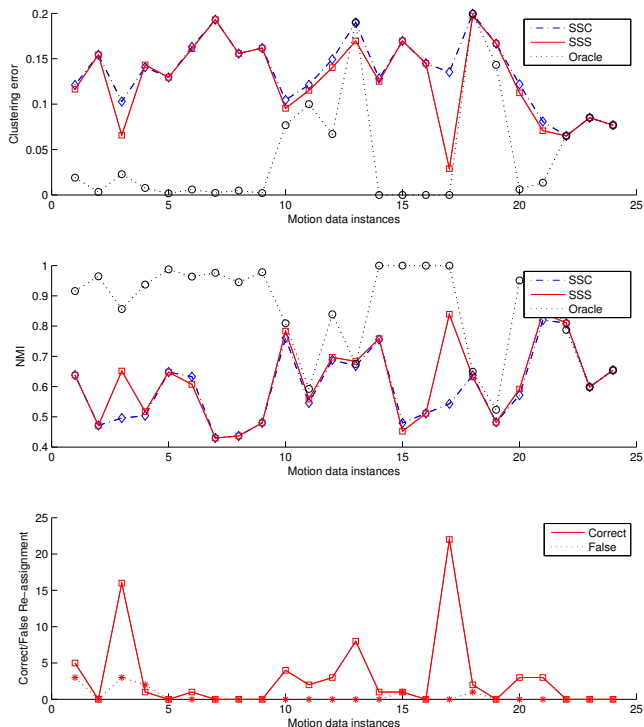 0.2
0.15
0.1
0.05
0
Clustering error
SSC
SSS
Oracle
0 5 10 15 20 25
Motion data instances
1
0.9
0.8
0.7
0.6
0.5
0.4
NMI
SSC
SSS
Oracle
0 5 10 15 20 25
Motion data instances
25
20
15
10
5
0
Correct/False Re-assignment
Correct
False
0 5 10 15 20 25
Motion data instances